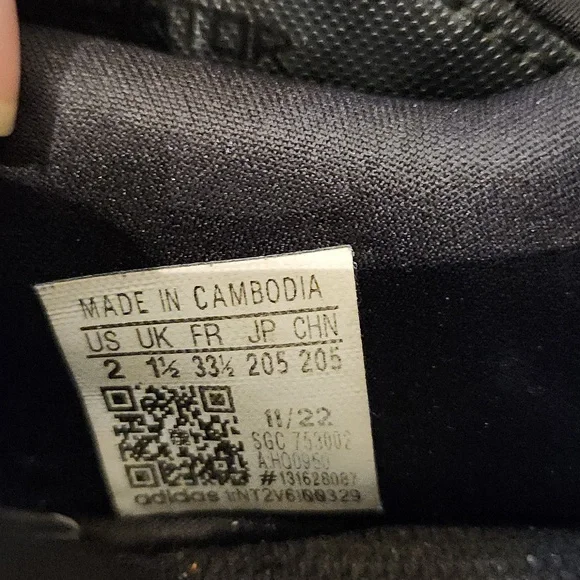 TOR
MADE IN CAMBODIA
US UK FR JP CHN
2 1½ 33½ 205 205
11/22
SGC 753002
#131628087
adidas